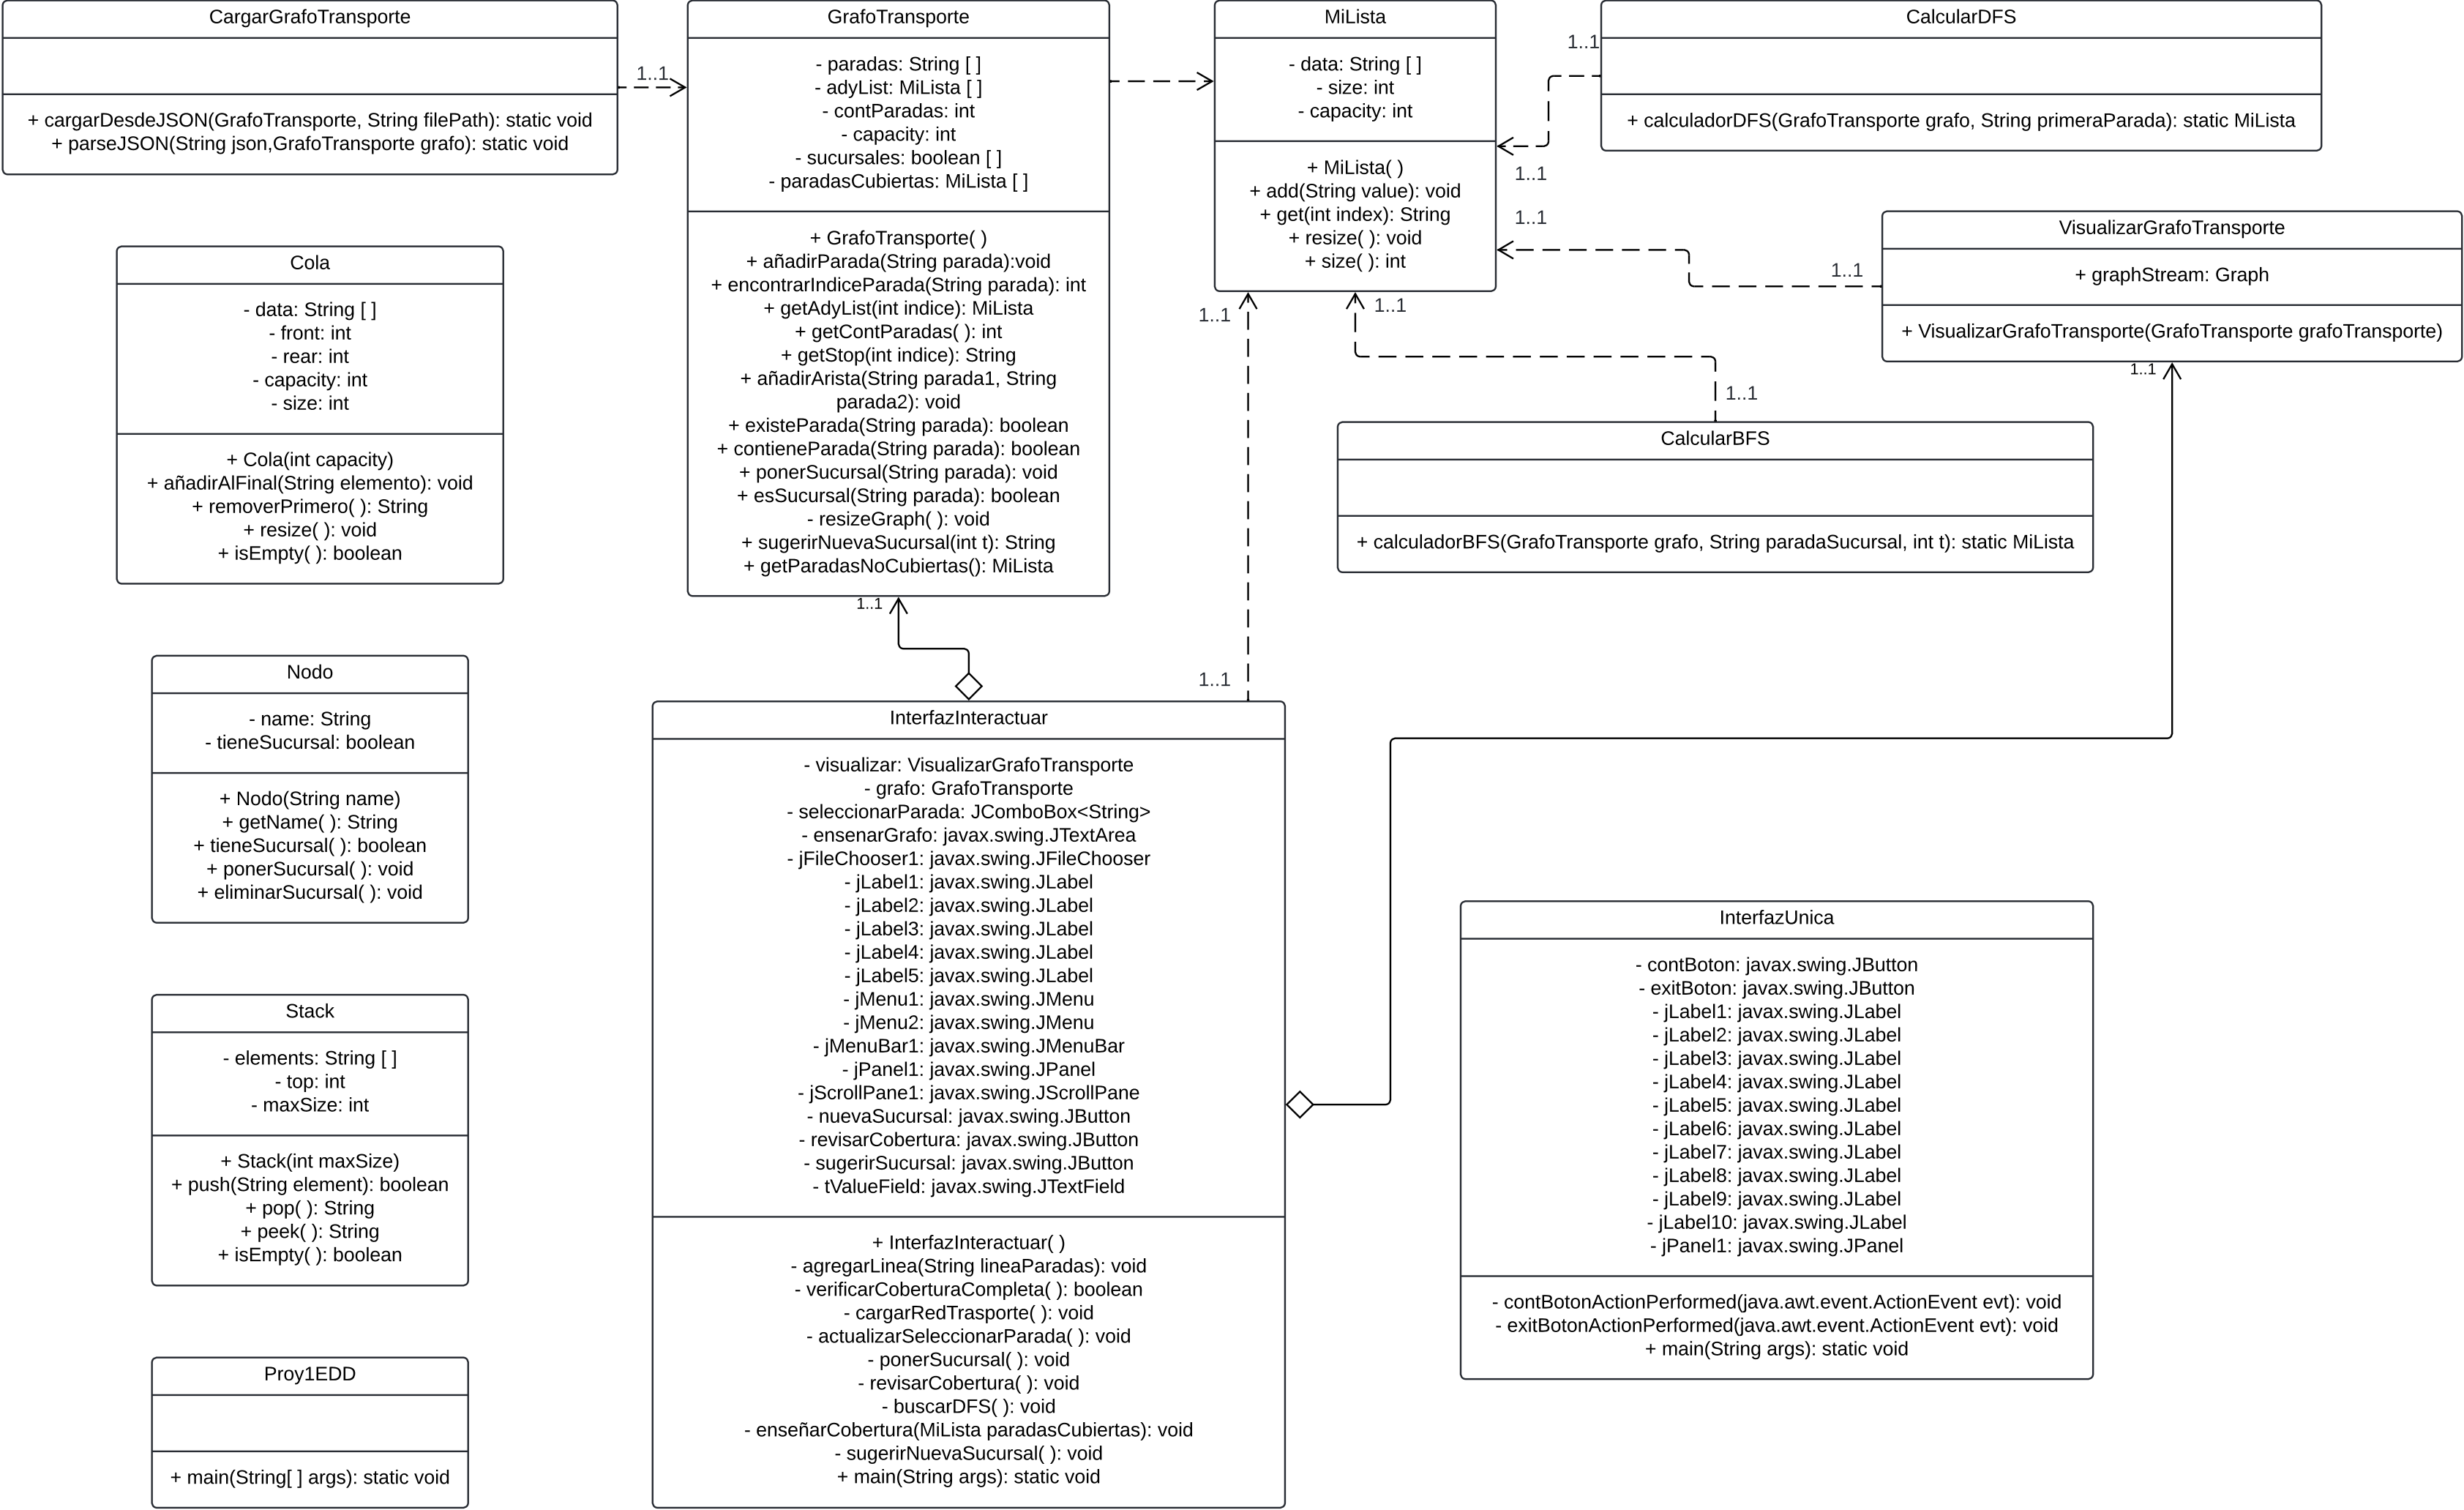 CargarGrafoTransporte
+ cargarDesdeJSON(GrafoTransporte, String filePath): static void
+ parseJSON(String json,GrafoTransporte grafo): static void
1..1
GrafoTransporte
- paradas: String [ ]
- adyList: MiLista [ ]
- contParadas: int
- capacity: int
- sucursales: boolean [ ]
- paradasCubiertas: MiLista [ ]
+ GrafoTransporte( )
+ añadirParada(String parada):void
+ encontrarIndiceParada(String parada): int
+ getAdyList(int indice): MiLista
+ getContParadas( ): int
+ getStop(int indice): String
+ añadirArista(String parada1, String
parada2): void
+ existeParada(String parada): boolean
+ contieneParada(String parada): boolean
+ ponerSucursal(String parada): void
+ esSucursal(String parada): boolean
- resizeGraph( ): void
+ sugerirNuevaSucursal(int t): String
+ getParadasNoCubiertas(): MiLista
1..1
MiLista
- data: String [ ]
- size: int
- capacity: int
+ MiLista( )
+ add(String value): void
+ get(int index): String
+ resize( ): void
+ size( ): int
1..1
1..1
1..1
1..1
1..1
1..1
1..1
1..1
CalcularDFS
+ calculadorDFS(GrafoTransporte grafo, String primeraParada): static MiLista
VisualizarGrafoTransporte
+ graphStream: Graph
+ VisualizarGrafoTransporte(GrafoTransporte grafoTransporte)
1..1
CalcularBFS
+ calculadorBFS(GrafoTransporte grafo, String paradaSucursal, int t): static MiLista
Cola
- data: String [ ]
- front: int
- rear: int
- capacity: int
- size: int
+ Cola(int capacity)
+ añadirAlFinal(String elemento): void
+ removerPrimero( ): String
+ resize( ): void
+ isEmpty( ): boolean
Nodo
- name: String
- tieneSucursal: boolean
+ Nodo(String name)
+ getName( ): String
+ tieneSucursal( ): boolean
+ ponerSucursal( ): void
+ eliminarSucursal( ): void
Stack
- elements: String [ ]
- top: int
- maxSize: int
+ Stack(int maxSize)
+ push(String element): boolean
+ pop( ): String
+ peek( ): String
+ isEmpty( ): boolean
Proy1EDD
+ main(String[ ] args): static void
InterfazInteractuar
- visualizar: VisualizarGrafoTransporte
- grafo: GrafoTransporte
- seleccionarParada: JComboBox<String>
- ensenarGrafo: javax.swing.JTextArea
- jFileChooser1: javax.swing.JFileChooser
- jLabel1: javax.swing.JLabel
- jLabel2: javax.swing.JLabel
- jLabel3: javax.swing.JLabel
- jLabel4: javax.swing.JLabel
- jLabel5: javax.swing.JLabel
- jMenu1: javax.swing.JMenu
- jMenu2: javax.swing.JMenu
- jMenuBar1: javax.swing.JMenuBar
- jPanel1: javax.swing.JPanel
- jScrollPane1: javax.swing.JScrollPane
- nuevaSucursal: javax.swing.JButton
- revisarCobertura: javax.swing.JButton
- sugerirSucursal: javax.swing.JButton
- tValueField: javax.swing.JTextField
+ InterfazInteractuar( )
- agregarLinea(String lineaParadas): void
- verificarCoberturaCompleta( ): boolean
- cargarRedTrasporte( ): void
- actualizarSeleccionarParada( ): void
- ponerSucursal( ): void
- revisarCobertura( ): void
- buscarDFS( ): void
- enseñarCobertura(MiLista paradasCubiertas): void
- sugerirNuevaSucursal( ): void
+ main(String args): static void
InterfazUnica
- contBoton: javax.swing.JButton
- exitBoton: javax.swing.JButton
- jLabel1: javax.swing.JLabel
- jLabel2: javax.swing.JLabel
- jLabel3: javax.swing.JLabel
- jLabel4: javax.swing.JLabel
- jLabel5: javax.swing.JLabel
- jLabel6: javax.swing.JLabel
- jLabel7: javax.swing.JLabel
- jLabel8: javax.swing.JLabel
- jLabel9: javax.swing.JLabel
- jLabel10: javax.swing.JLabel
- jPanel1: javax.swing.JPanel
- contBotonActionPerformed(java.awt.event.ActionEvent evt): void
- exitBotonActionPerformed(java.awt.event.ActionEvent evt): void
+ main(String args): static void